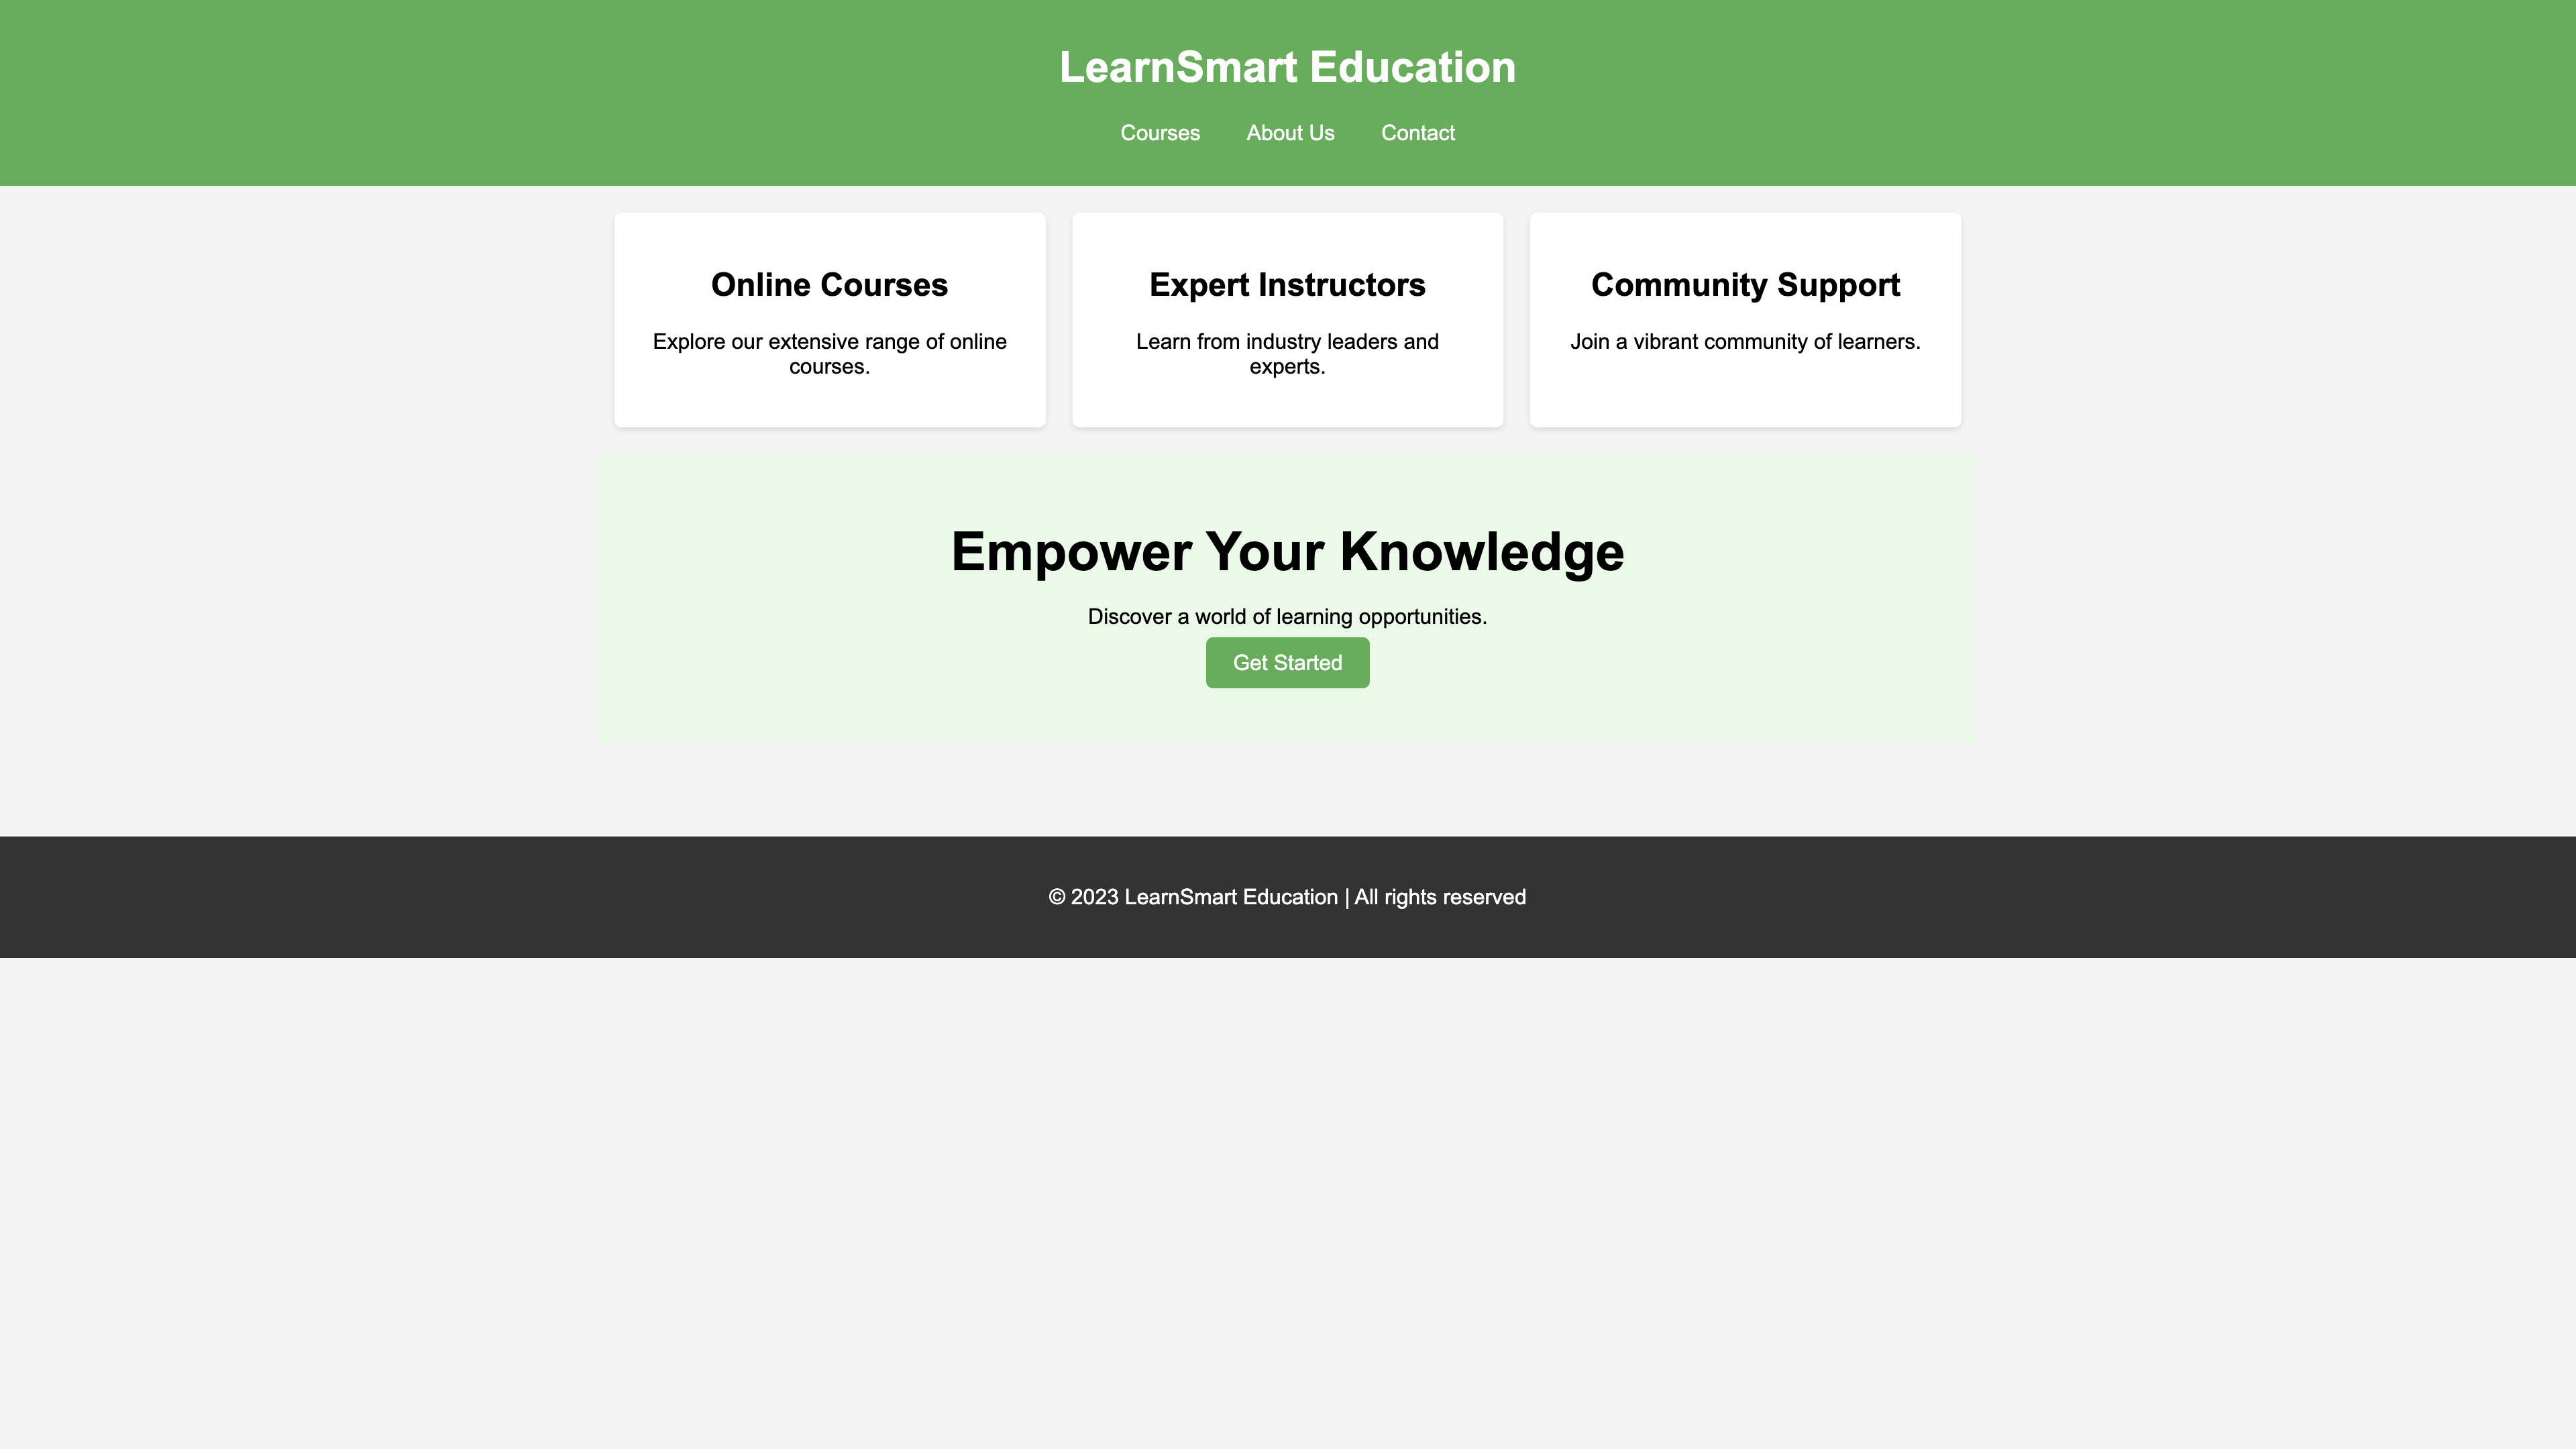 LearnSmart Education
Courses About Us Contact
Online Courses
Explore our extensive range of online
courses.
Expert Instructors
Learn from industry leaders and
experts.
Community Support
Join a vibrant community of learners.
Empower Your Knowledge
Discover a world of learning opportunities.
Get Started
© 2023 LearnSmart Education | All rights reserved